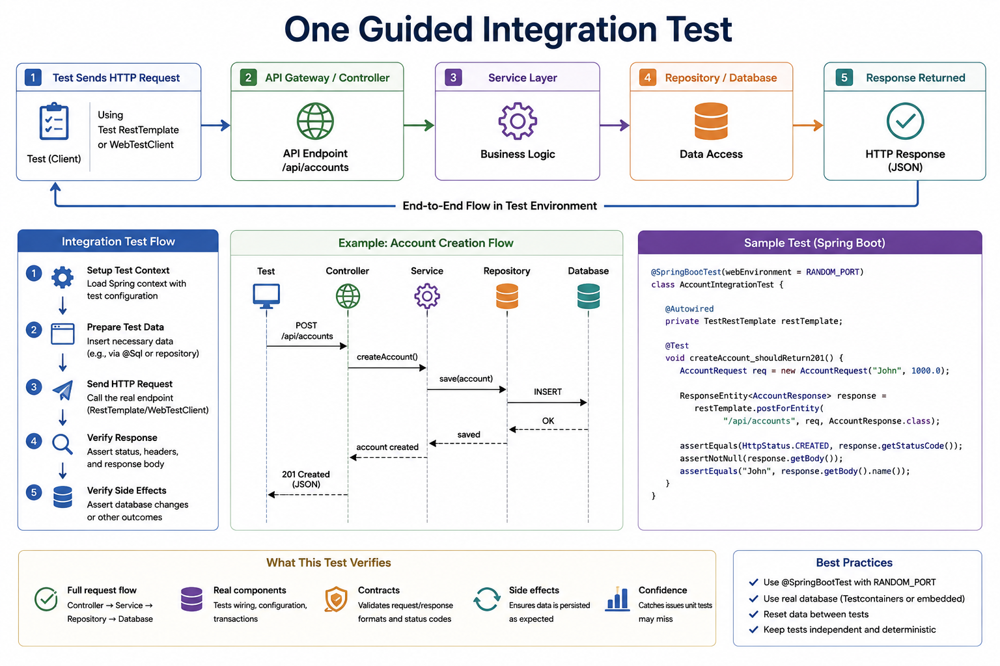 One Guided Integration Test
1 Test Sends HTTP Request
Using
Test RestTemplate
or WebTestClient
Test (Client)
2 API Gateway / Controller
API Endpoint
/api/accounts
3 Service Layer
Business Logic
4 Repository / Database
Data Access
5 Response Returned
HTTP Response
(JSON)
End-to-End Flow in Test Environment
Integration Test Flow
1 Setup Test Context
Load Spring context with
test configuration
2 Prepare Test Data
Insert necessary data
(e.g., via @Sql or repository)
3 Send HTTP Request
Call the real endpoint
(RestTemplate/WebTestClient)
4 Verify Response
Assert status, headers,
and response body
5 Verify Side Effects
Assert database changes
or other outcomes
Example: Account Creation Flow
Test Controller Service Repository Database
POST
/api/accounts
createAccount()
save(account)
INSERT
OK
saved
account created
201 Created
(JSON)
Sample Test (Spring Boot)
@SpringBootTest(webEnvironment = RANDOM_PORT)
class AccountIntegrationTest {
@Autowired
private TestRestTemplate restTemplate;
@Test
void createAccount_shouldReturn201() {
AccountRequest req = new AccountRequest("John", 1000.0);
ResponseEntity<AccountResponse> response =
restTemplate.postForEntity(
"/api/accounts", req, AccountResponse.class);
assertEquals(HttpStatus.CREATED, response.getStatusCode());
assertNotNull(response.getBody());
assertEquals("John", response.getBody().name());
}
}
What This Test Verifies
Full request flow
Controller → Service →
Repository → Database
Real components
Tests wiring, configuration,
transactions
Contracts
Validates request/response
formats and status codes
Side effects
Ensures data is persisted
as expected
Confidence
Catches issues unit tests
may miss
Best Practices
Use @SpringBootTest with RANDOM_PORT
Use real database (Testcontainers or embedded)
Reset data between tests
Keep tests independent and deterministic